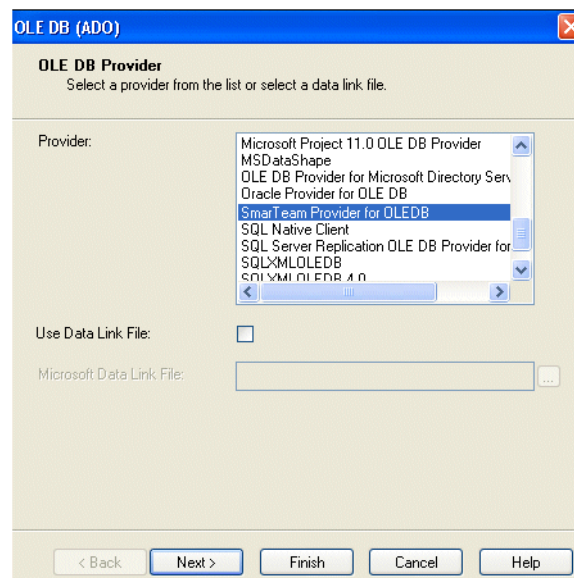 OLE DB (ADO)
OLE DB Provider
Select a provider from the list or select a data link file.
Provider:
Microsoft Project 11.0 OLE DB Provider
MSDataShape
OLE DB Provider for Microsoft Directory Serv
Oracle Provider for OLE DB
SmarTeam Provider for OLEDB
SQL Native Client
SQL Server Replication OLE DB Provider for
SQLXMLOLEDB
SQLXMLOLEDB 4.0
Use Data Link File:
Microsoft Data Link File:
...
< Back Next > Finish Cancel Help